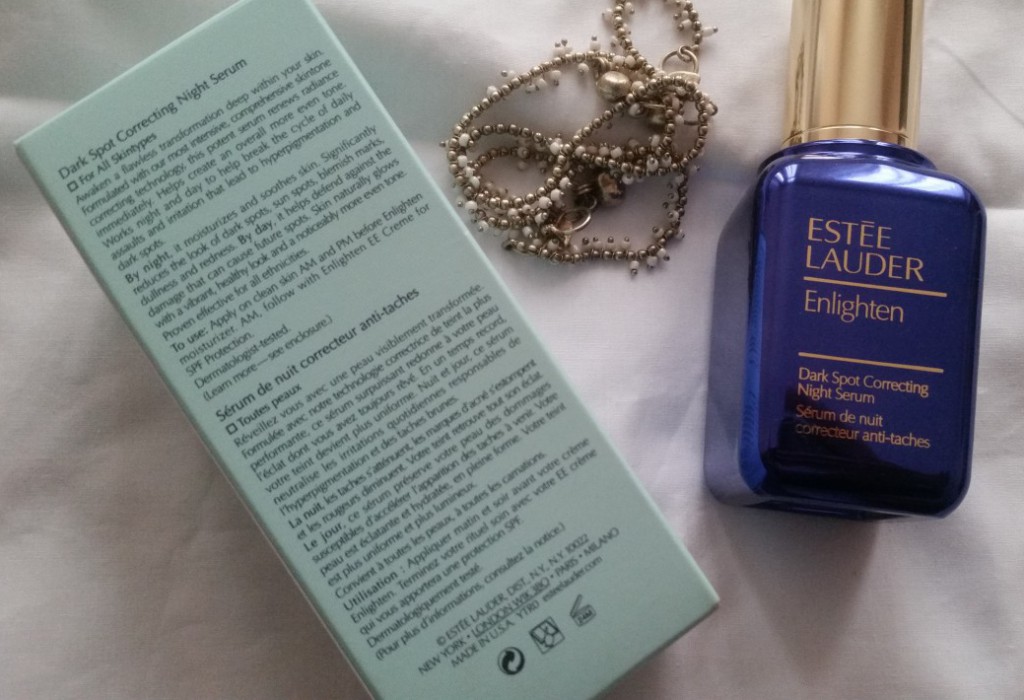 Dark Spot Correcting Night Serum
For All Skintypes
Awaken a flawless transformation deep within your skin.
Formulated with our most intensive, comprehensive skintone
correcting technology, this potent serum renews radiance
immediately. Helps create an overall more even tone.
Works night and day to help break the cycle of daily
assaults and irritation that lead to hyperpigmentation and
dark spots.
By night, it moisturizes and soothes skin. Significantly
reduces the look of dark spots, sun spots, blemish marks,
dullness and redness. By day, it helps defend against the
damage that can cause future spots. Skin naturally glows
with a vibrant, healthy look and a noticeably more even tone.
Proven effective for all ethnicities.
To use: Apply on clean skin AM and PM before Enlighten
moisturizer. AM, follow with Enlighten EE Creme for
SPF Protection.
Dermatologist-tested.
(Learn more—see enclosure.)
Sérum de nuit correcteur anti-taches
Toutes peaux
Réveillez vous avec une peau visiblement transformée.
Formulée avec notre technologie correctrice de teint la plus
performante, ce sérum surpuissant redonne à votre peau
l'éclat dont vous avez toujours rêvé. En un temps record,
votre teint devient plus uniforme. Nuit et jour, ce sérum
neutralise les irritations quotidiennes responsables de
l'hyperpigmentation et des taches brunes.
La nuit, les taches s'atténuent, les marques d'acné s'estompent
et les rougeurs diminuent. Votre teint retrouve tout son éclat.
Le jour, ce sérum préserve votre peau des dommages
susceptibles d'accélérer l'apparition des taches à venir. Votre
peau est éclatante et hydratée, en pleine forme. Votre teint
est plus uniforme et plus lumineux.
Convient à toutes les peaux, à toutes les carnations.
Utilisation : Appliquer matin et soir avant votre crème
Enlighten. Terminez votre rituel soin avec votre EE crème
qui vous apportera une protection SPF.
Dermatologiquement testé.
(Pour plus d'informations, consultez la notice.)
© ESTÉE LAUDER, DIST. N.Y., N.Y. 10022
NEW YORK • LONDON W1K 3BQ • PARIS • MILANO
MADE IN U.S.A. YTR0 esteelauder.com
24M
ESTĒE
LAUDER
Enlighten
Dark Spot Correcting
Night Serum
Sérum de nuit
correcteur anti-taches